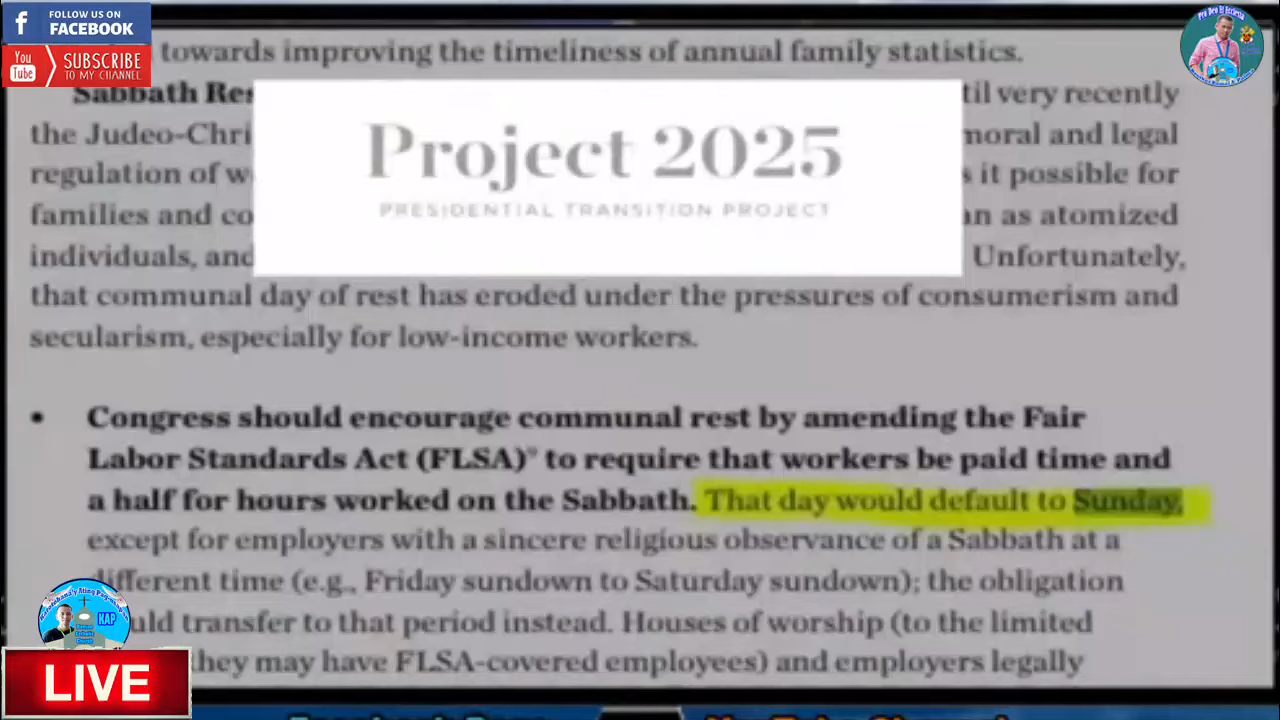 FOLLOW US ON
FACEBOOK
You
Tube
SUBSCRIBE
TO MY CHANNEL
towards improving the timeliness of annual family statistics.
Sabbath Res
til very recently
the Judeo-Chri
moral and legal
regulation of w
s it possible for
families and co
an as atomized
individuals, and
Unfortunately,
Project 2025
PRESIDENTIAL TRANSITION PROJECT
that communal day of rest has eroded under the pressures of consumerism and
secularism, especially for low-income workers.
• Congress should encourage communal rest by amending the Fair
Labor Standards Act (FLSA) to require that workers be paid time and
a half for hours worked on the Sabbath. That day would default to Sunday,
except for employers with a sincere religious observance of a Sabbath at a
different time (e.g., Friday sundown to Saturday sundown); the obligation
uld transfer to that period instead. Houses of worship (to the limited
they may have FLSA-covered employees) and employers legally
KAP
LIVE